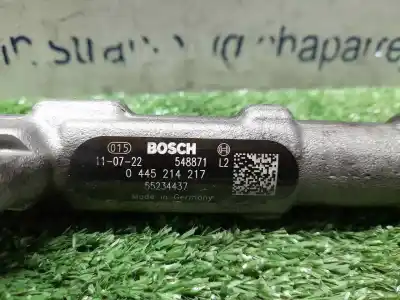 015 BOSCH
11-07-22 548871 L2
0 445 214 217
55234437
Made in Germany